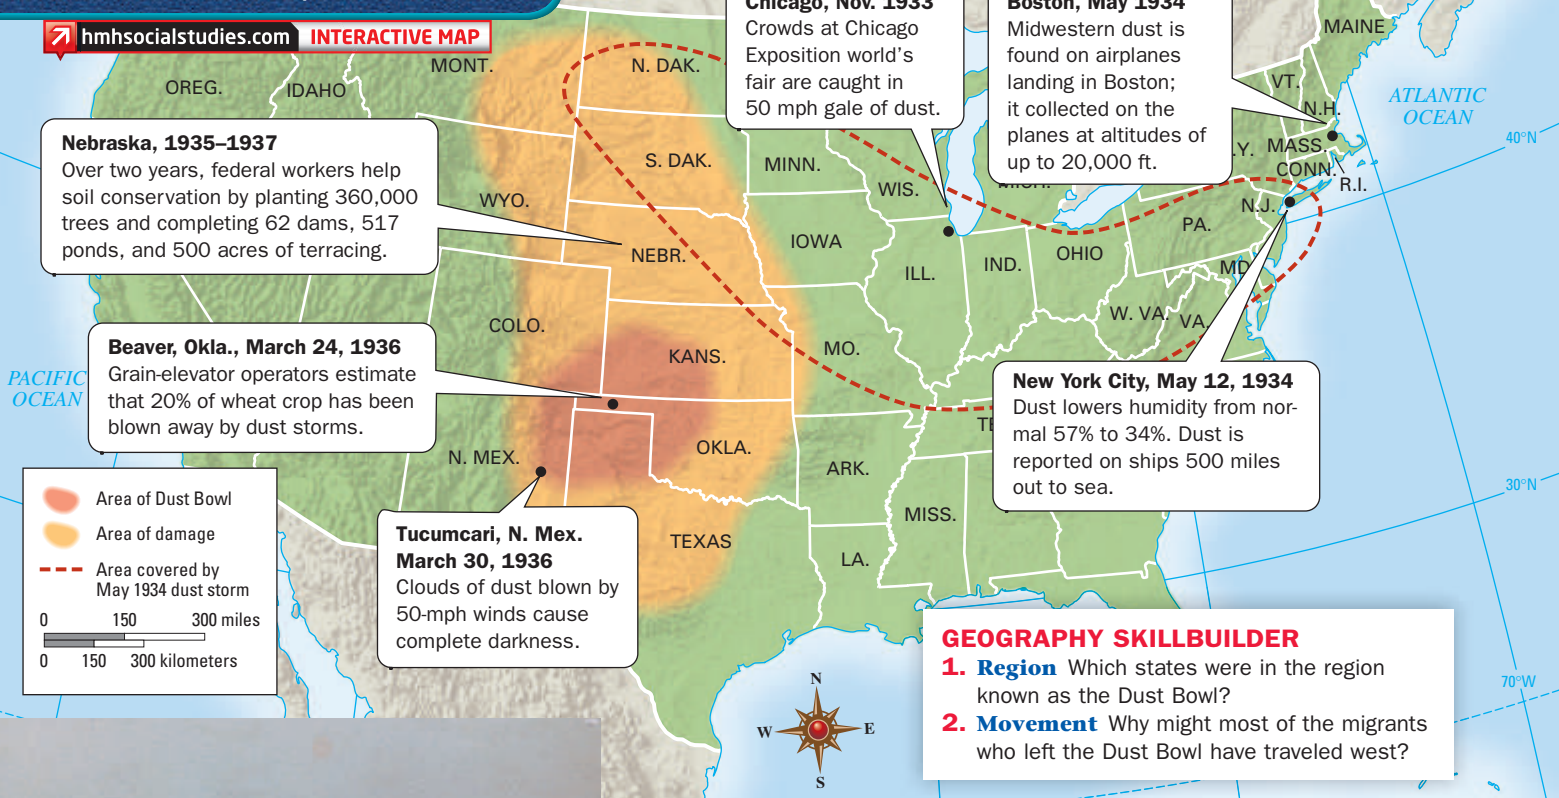 hmhsocialstudies.com INTERACTIVE MAP
Chicago, Nov. 1933
Crowds at Chicago
Exposition world's
fair are caught in
50 mph gale of dust.
Boston, May 1934
Midwestern dust is
found on airplanes
landing in Boston;
it collected on the
planes at altitudes of
up to 20,000 ft.
Nebraska, 1935–1937
Over two years, federal workers help
soil conservation by planting 360,000
trees and completing 62 dams, 517
ponds, and 500 acres of terracing.
Beaver, Okla., March 24, 1936
Grain-elevator operators estimate
that 20% of wheat crop has been
blown away by dust storms.
Tucumcari, N. Mex.
March 30, 1936
Clouds of dust blown by
50-mph winds cause
complete darkness.
New York City, May 12, 1934
Dust lowers humidity from nor-
mal 57% to 34%. Dust is
reported on ships 500 miles
out to sea.
OREG.
IDAHO
MONT.
N. DAK.
S. DAK.
WYO.
NEBR.
COLO.
KANS.
N. MEX.
OKLA.
TEXAS
MINN.
WIS.
IOWA
ILL.
IND.
OHIO
MO.
ARK.
MISS.
LA.
W. VA.
VA.
MD
PA.
N.J.
.Y.
MASS.
CONN.
R.I.
N.H.
VT.
MAINE
MICH.
TE
PACIFIC
OCEAN
ATLANTIC
OCEAN
40°N
30°N
70°W
Area of Dust Bowl
Area of damage
Area covered by
May 1934 dust storm
0 150 300 miles
0 150 300 kilometers
N
W E
S
GEOGRAPHY SKILLBUILDER
1. Region Which states were in the region
known as the Dust Bowl?
2. Movement Why might most of the migrants
who left the Dust Bowl have traveled west?